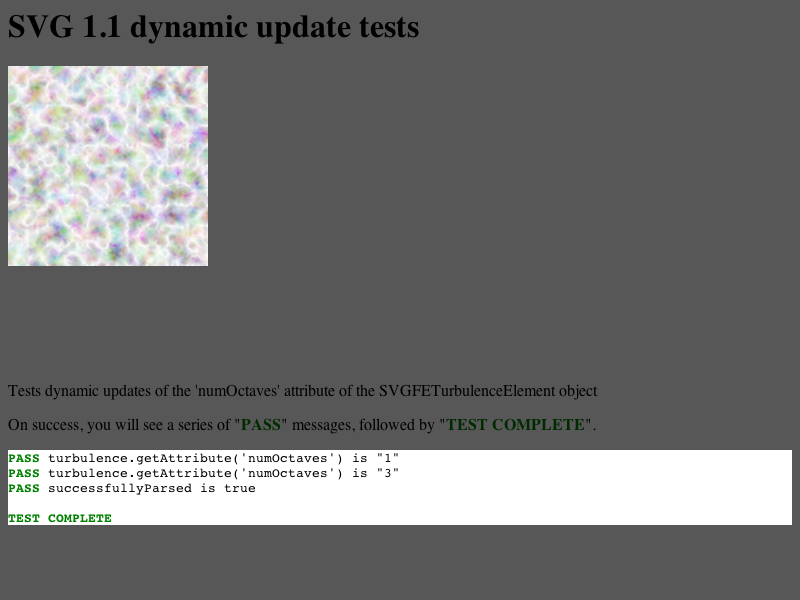 SVG 1.1 dynamic update tests
Tests dynamic updates of the 'numOctaves' attribute of the SVGFETurbulenceElement object
On success, you will see a series of "PASS" messages, followed by "TEST COMPLETE".
PASS turbulence.getAttribute('numOctaves') is "1"
PASS turbulence.getAttribute('numOctaves') is "3"
PASS successfullyParsed is true
TEST COMPLETE